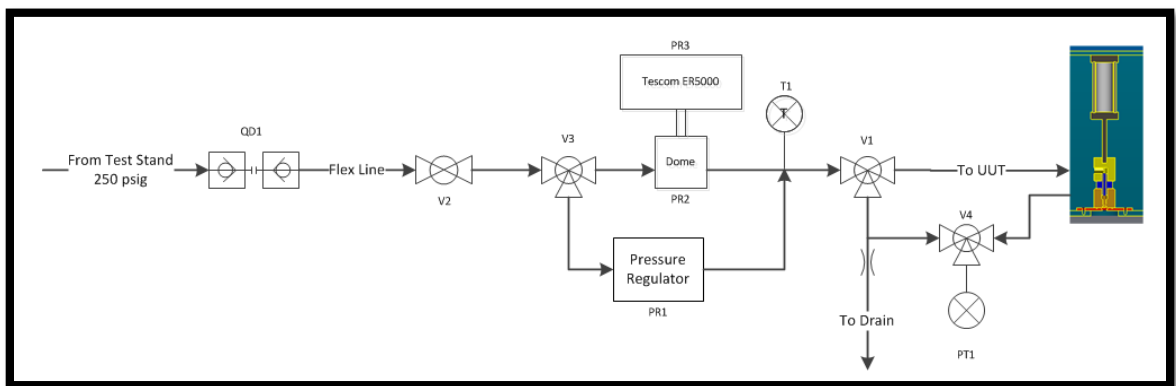 PR3
Tescom ER5000
T1
T
QD1
V3
V1
From Test Stand
250 psig
Flex Line
Dome
To UUT
V2
PR2
V4
Pressure
Regulator
PR1
To Drain
PT1